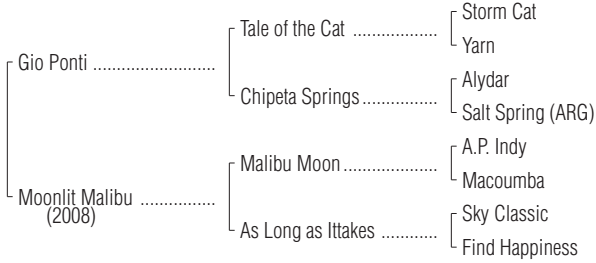 Storm Cat
Tale of the Cat ..................
Yarn
Gio Ponti ..........................
Alydar
Chipeta Springs................
Salt Spring (ARG)
A.P. Indy
Malibu Moon....................
Macoumba
Moonlit Malibu ................
(2008)
Sky Classic
As Long as Ittakes ............
Find Happiness